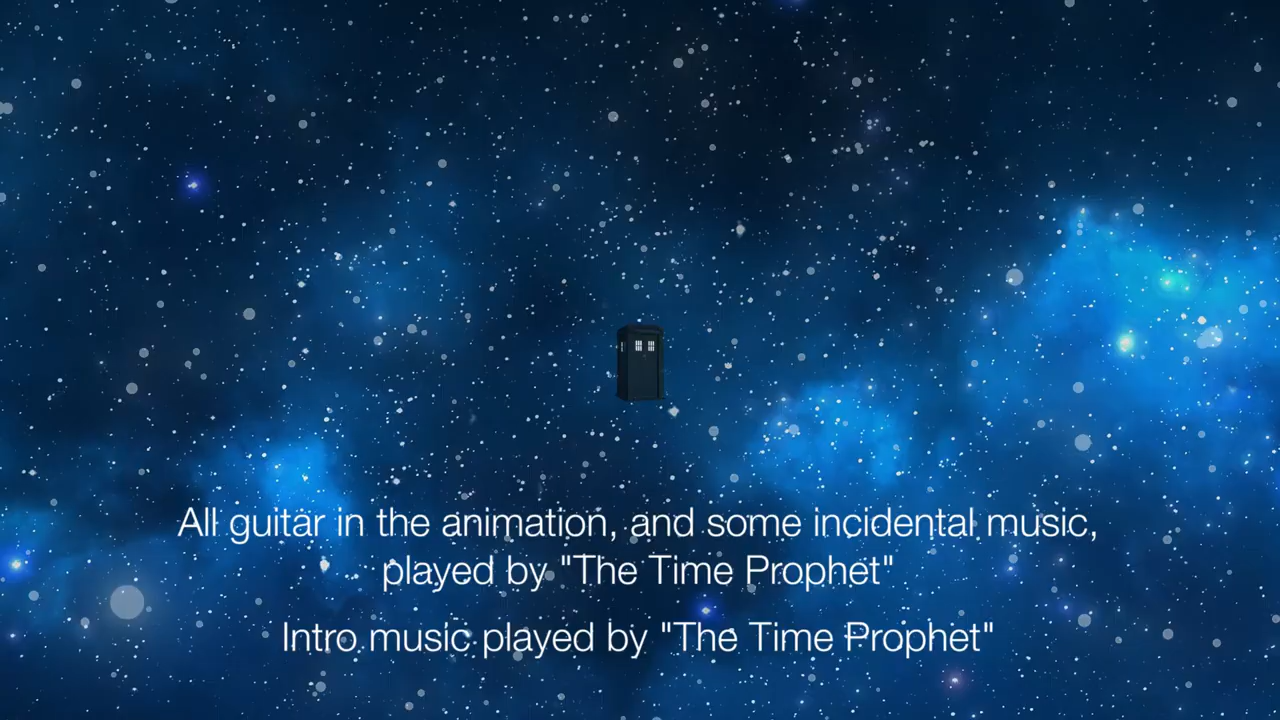 All guitar in the animation, and some incidental music,
played by "The Time Prophet"
Intro music played by "The Time Prophet"